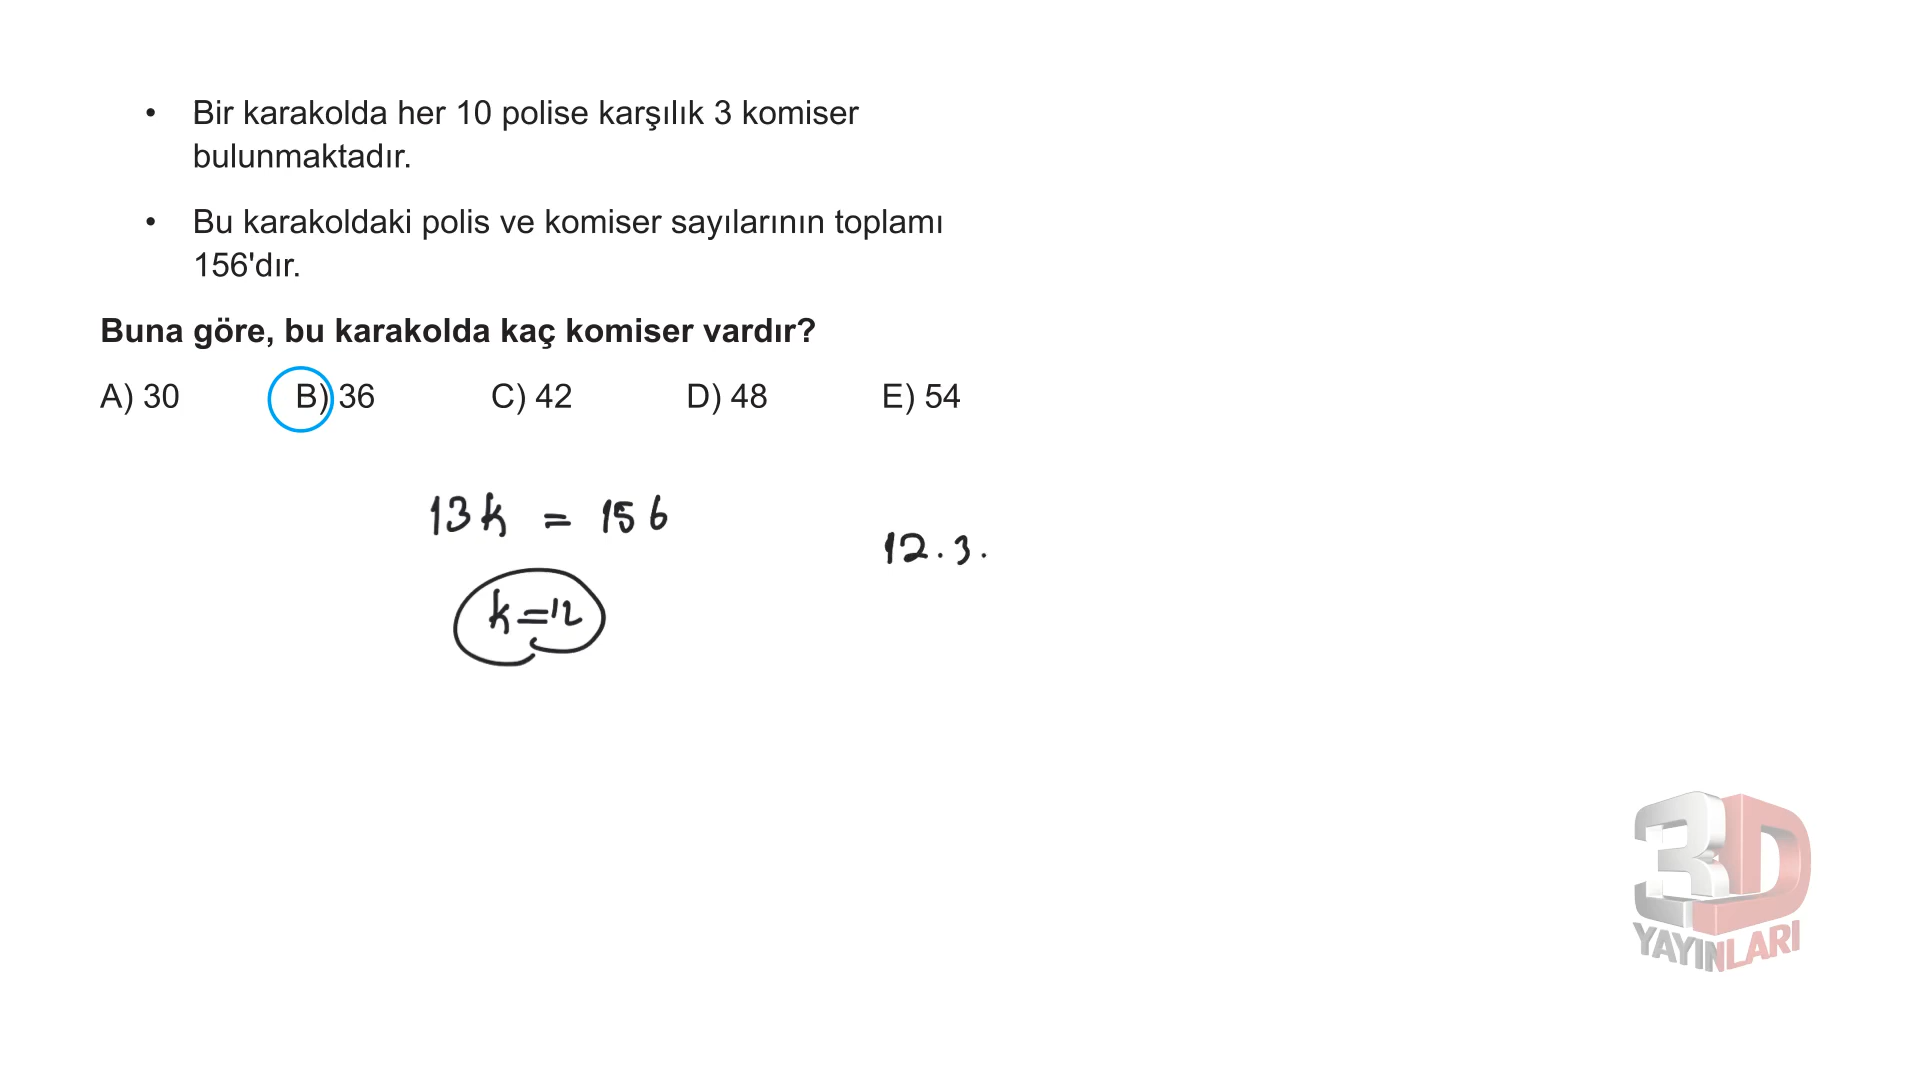 • Bir karakolda her 10 polise karşılık 3 komiser
bulunmaktadır.
• Bu karakoldaki polis ve komiser sayılarının toplamı
156'dır.
Buna göre, bu karakolda kaç komiser vardır?
A) 30 B) 36 C) 42 D) 48 E) 54
13k = 156
12.3.
k=12
3D
YAYINLARI